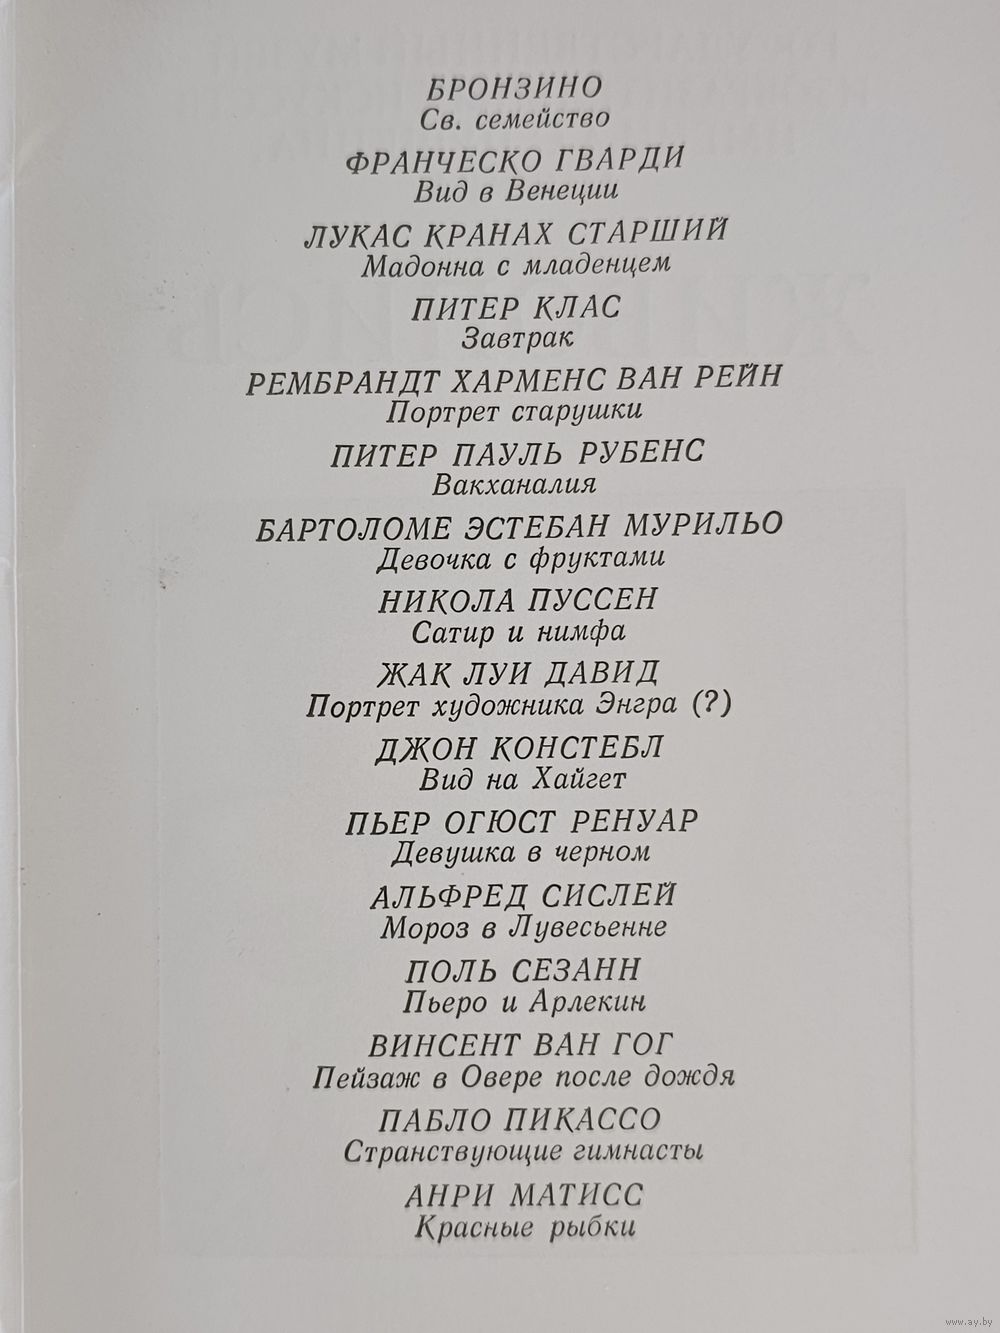 БРОНЗИНО
Св. семейство
ФРАНЧЕСКО ГВАРДИ
Вид в Венеции
ЛУКАС КРАНАХ СТАРШИЙ
Мадонна с младенцем
ПИТЕР КЛАС
Завтрак
РЕМБРАНДТ ХАРМЕНС ВАН РЕЙН
Портрет старушки
ПИТЕР ПАУЛЬ РУБЕНС
Вакханалия
БАРТОЛОМЕ ЭСТЕБАН МУРИЛЬО
Девочка с фруктами
НИКОЛА ПУССЕН
Сатир и нимфа
ЖАК ЛУИ ДАВИД
Портрет художника Энгра (?)
ДЖОН КОНСТЕБЛ
Вид на Хайгет
ПЬЕР ОГЮСТ РЕНУАР
Девушка в черном
АЛЬФРЕД СИСЛЕЙ
Мороз в Лувесьенне
ПОЛЬ СЕЗАНН
Пьеро и Арлекин
ВИНСЕНТ ВАН ГОГ
Пейзаж в Овере после дождя
ПАБЛО ПИКАССО
Странствующие гимнасты
АНРИ МАТИСС
Красные рыбки
www.ay.by